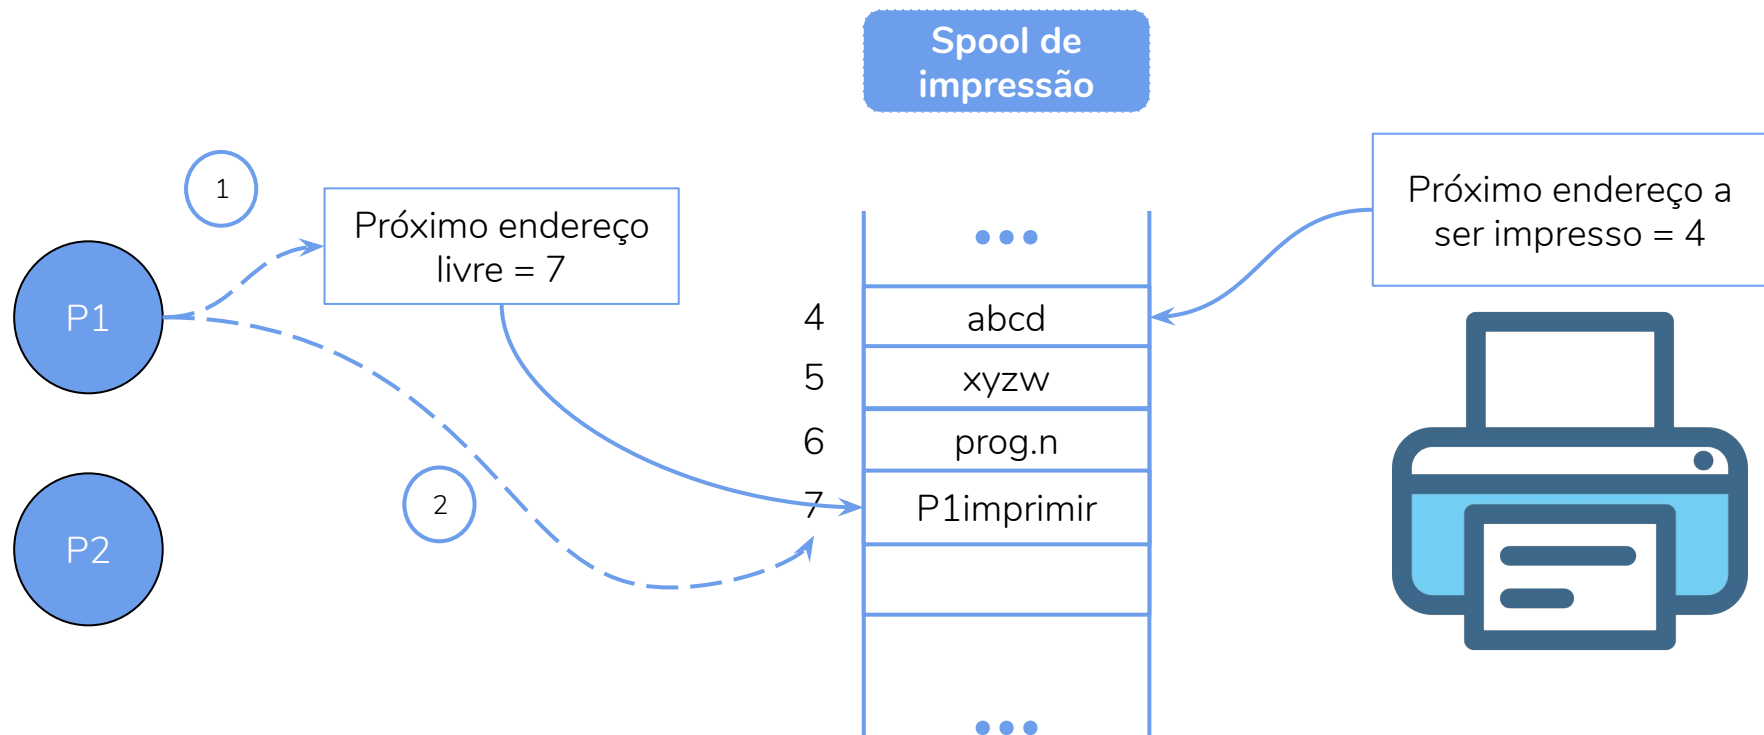 Spool de
impressão
1
Próximo endereço
livre = 7
Próximo endereço a
ser impresso = 4
P1
4
abcd
5
xyzw
6
prog.n
7
P1imprimir
2
P2